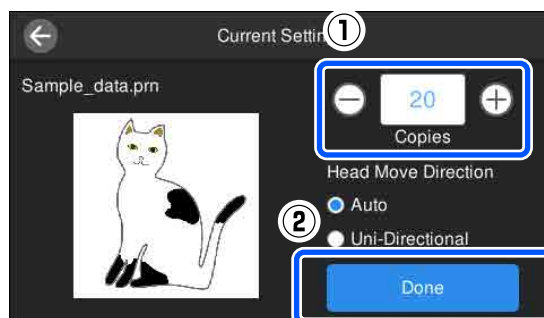 Current Settin
①
Sample_data.prn
20
Copies
Head Move Direction
Auto
②
Uni-Directional
Done